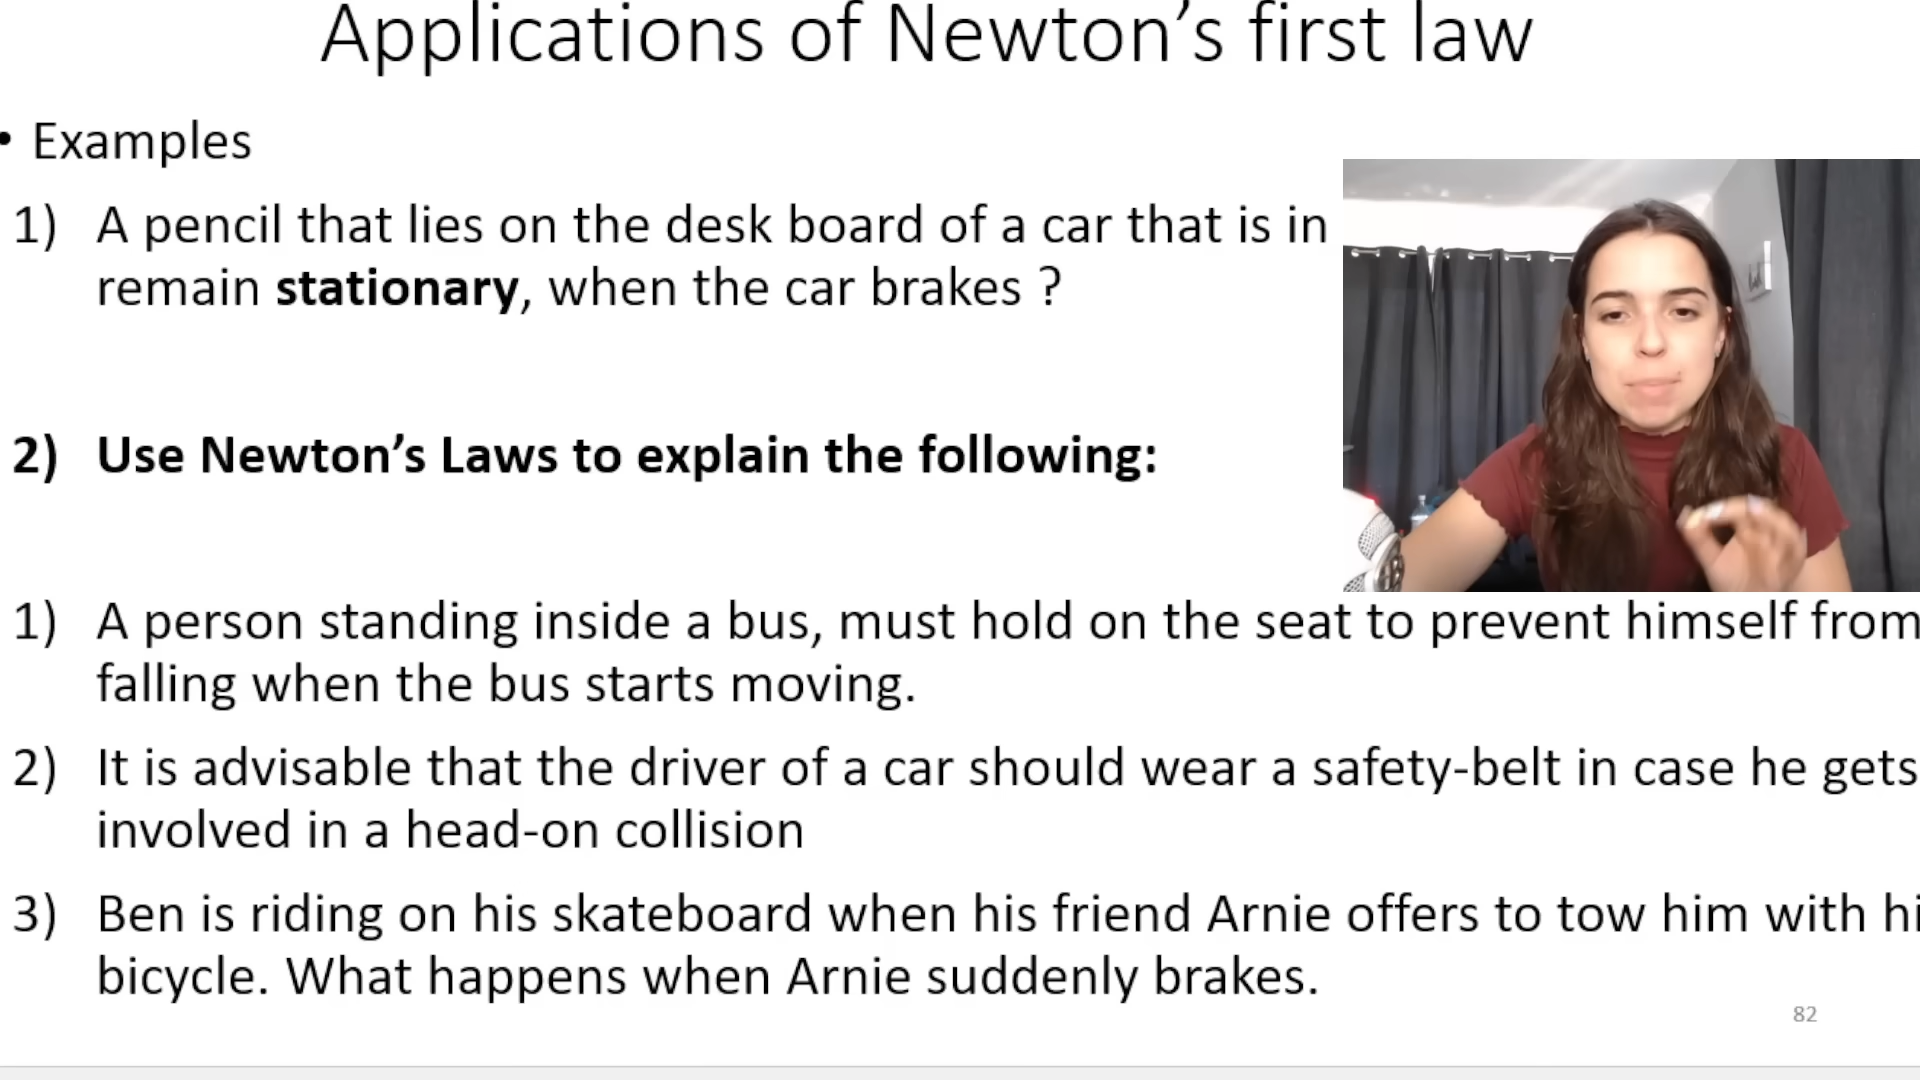 Applications of Newton’s first law
• Examples
1) A pencil that lies on the desk board of a car that is in
remain stationary, when the car brakes ?
2) Use Newton’s Laws to explain the following:
1) A person standing inside a bus, must hold on the seat to prevent himself from
falling when the bus starts moving.
2) It is advisable that the driver of a car should wear a safety-belt in case he gets
involved in a head-on collision
3) Ben is riding on his skateboard when his friend Arnie offers to tow him with hi
bicycle. What happens when Arnie suddenly brakes.
82